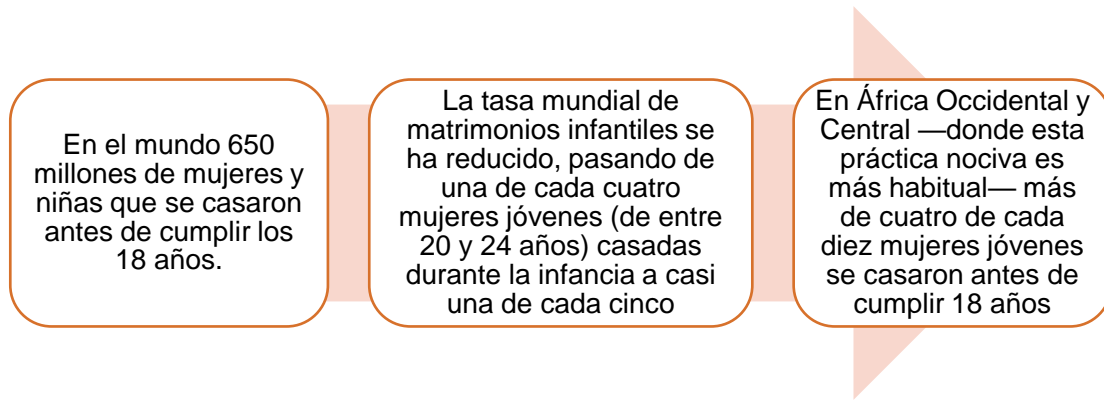 En el mundo 650
millones de mujeres y
niñas que se casaron
antes de cumplir los
18 años.
La tasa mundial de
matrimonios infantiles se
ha reducido, pasando de
una de cada cuatro
mujeres jóvenes (de entre
20 y 24 años) casadas
durante la infancia a casi
una de cada cinco
En África Occidental y
Central —donde esta
práctica nociva es
más habitual— más
de cuatro de cada
diez mujeres jóvenes
se casaron antes de
cumplir 18 años